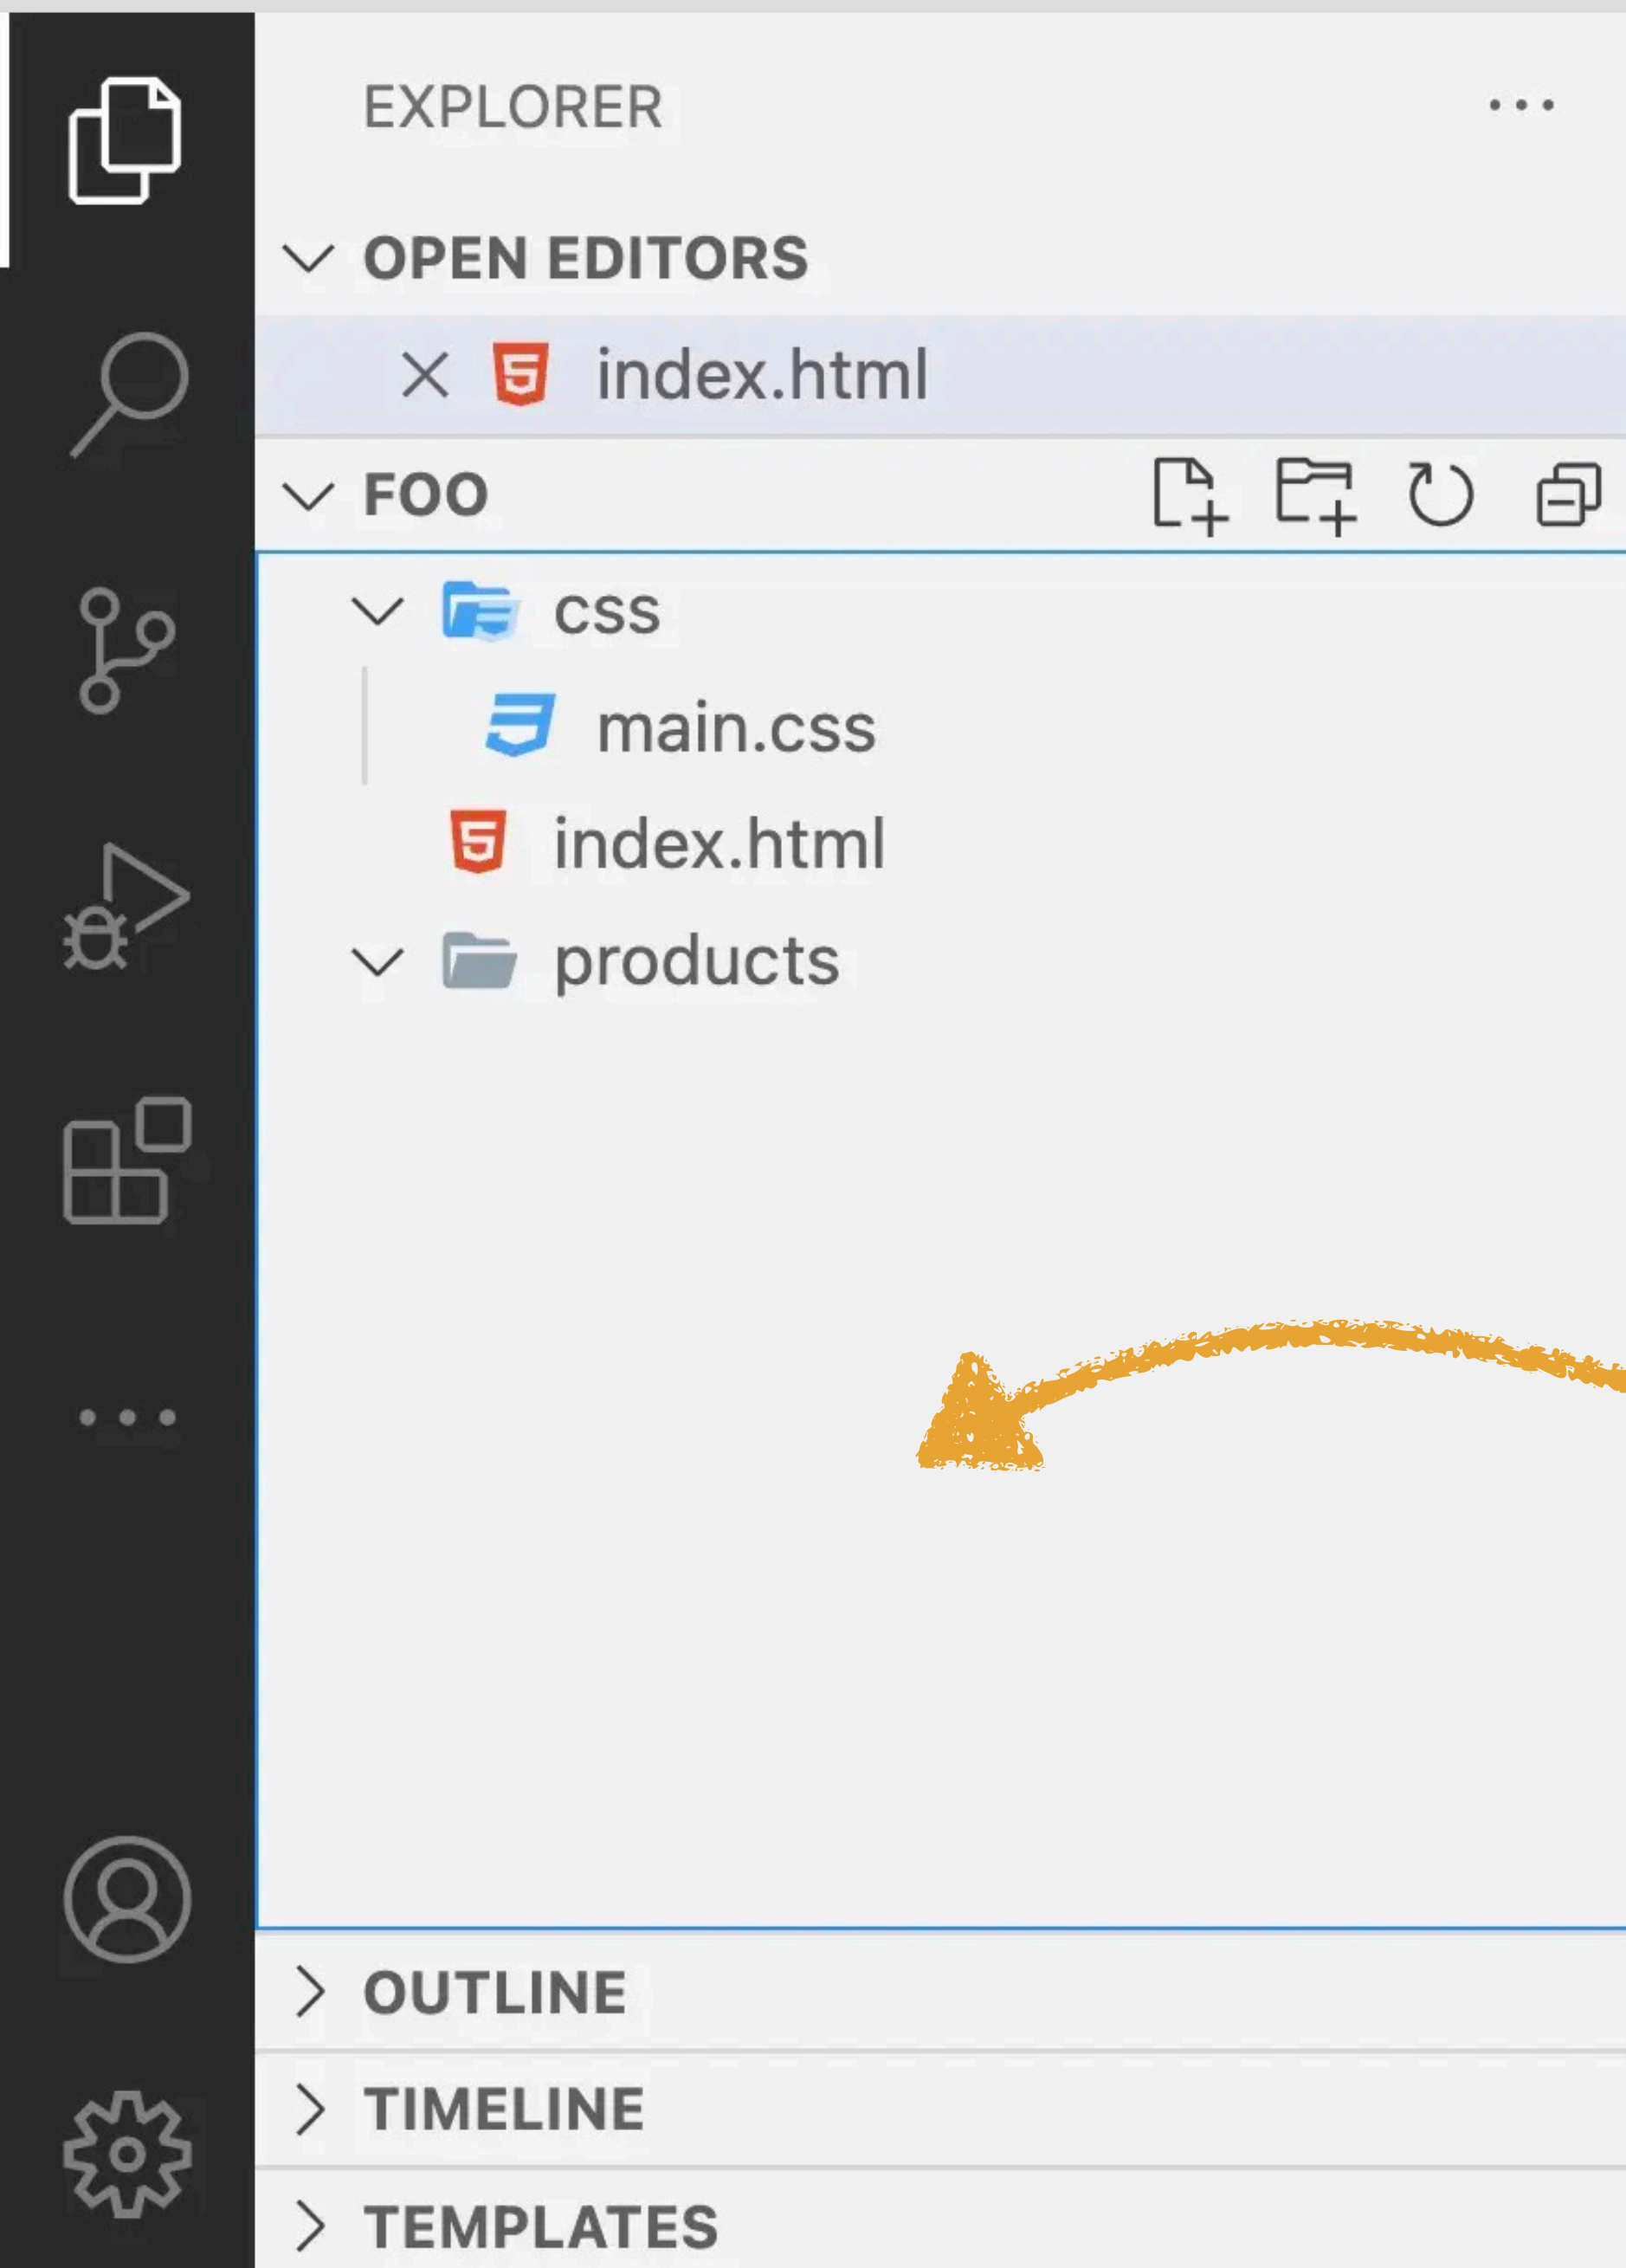 EXPLORER
OPEN EDITORS
index.html
FOO
css
main.css
index.html
products
OUTLINE
TIMELINE
TEMPLATES